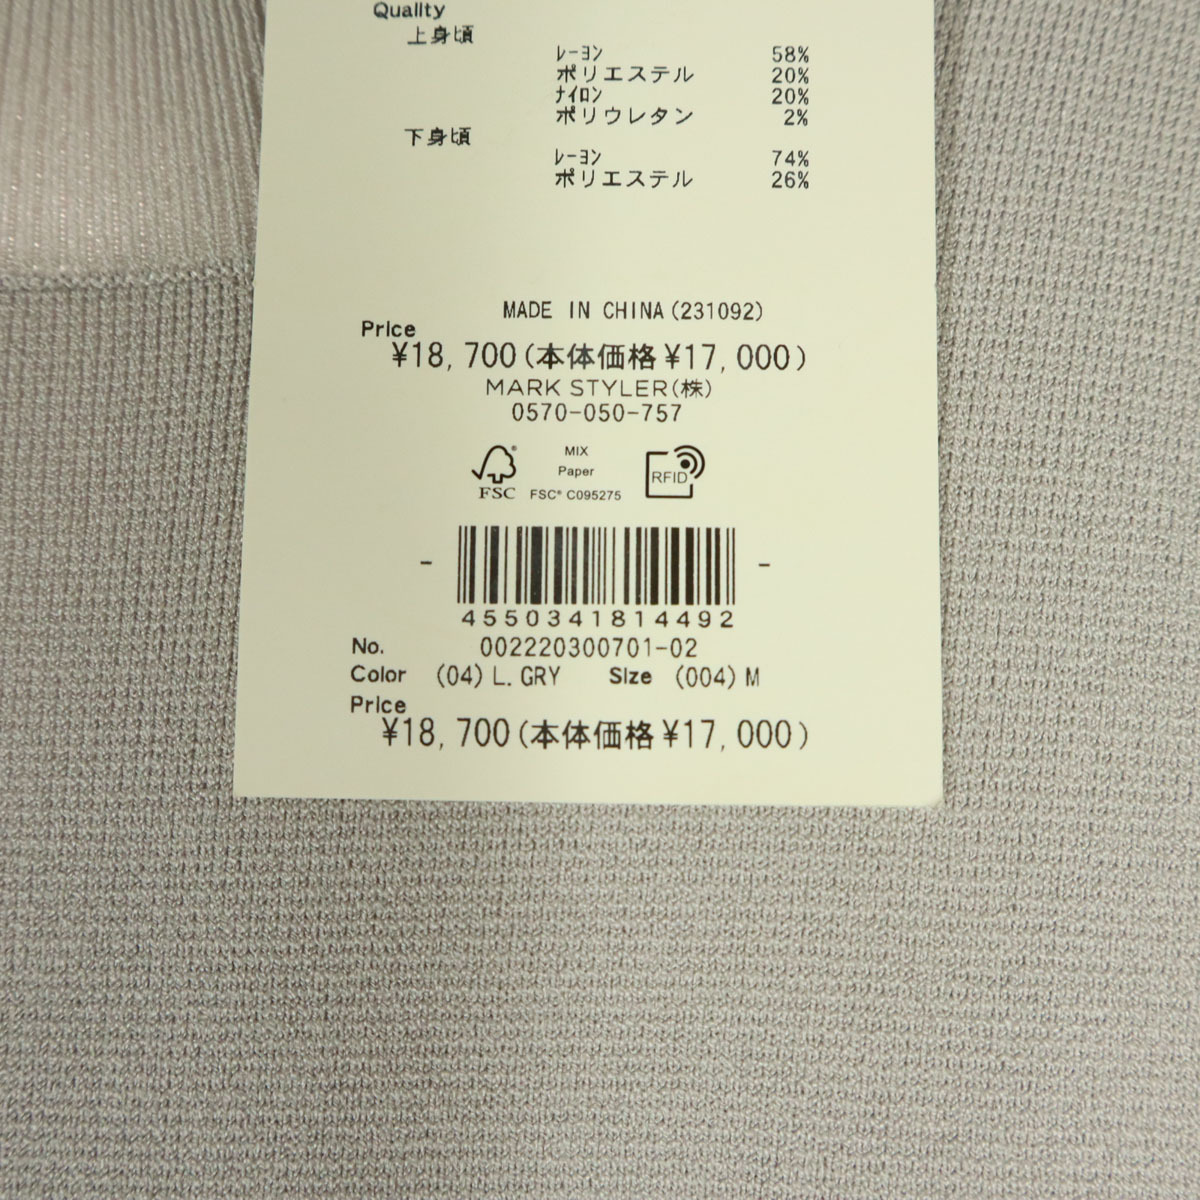 Quality
上身頃
ﾚｰﾖﾝ 58%
ポリエステル 20%
ﾅｲﾛﾝ 20%
ポリウレタン 2%
下身頃
ﾚｰﾖﾝ 74%
ポリエステル 26%
MADE IN CHINA(231092)
Price
¥18,700(本体価格¥17,000)
MARK STYLER(株)
0570-050-757
MIX
Paper
FSC® FSC® C095275
RFID
- -
4550341814492
No. 002220300701-02
Color (04)L.GRY Size (004)M
Price
¥18,700(本体価格¥17,000)